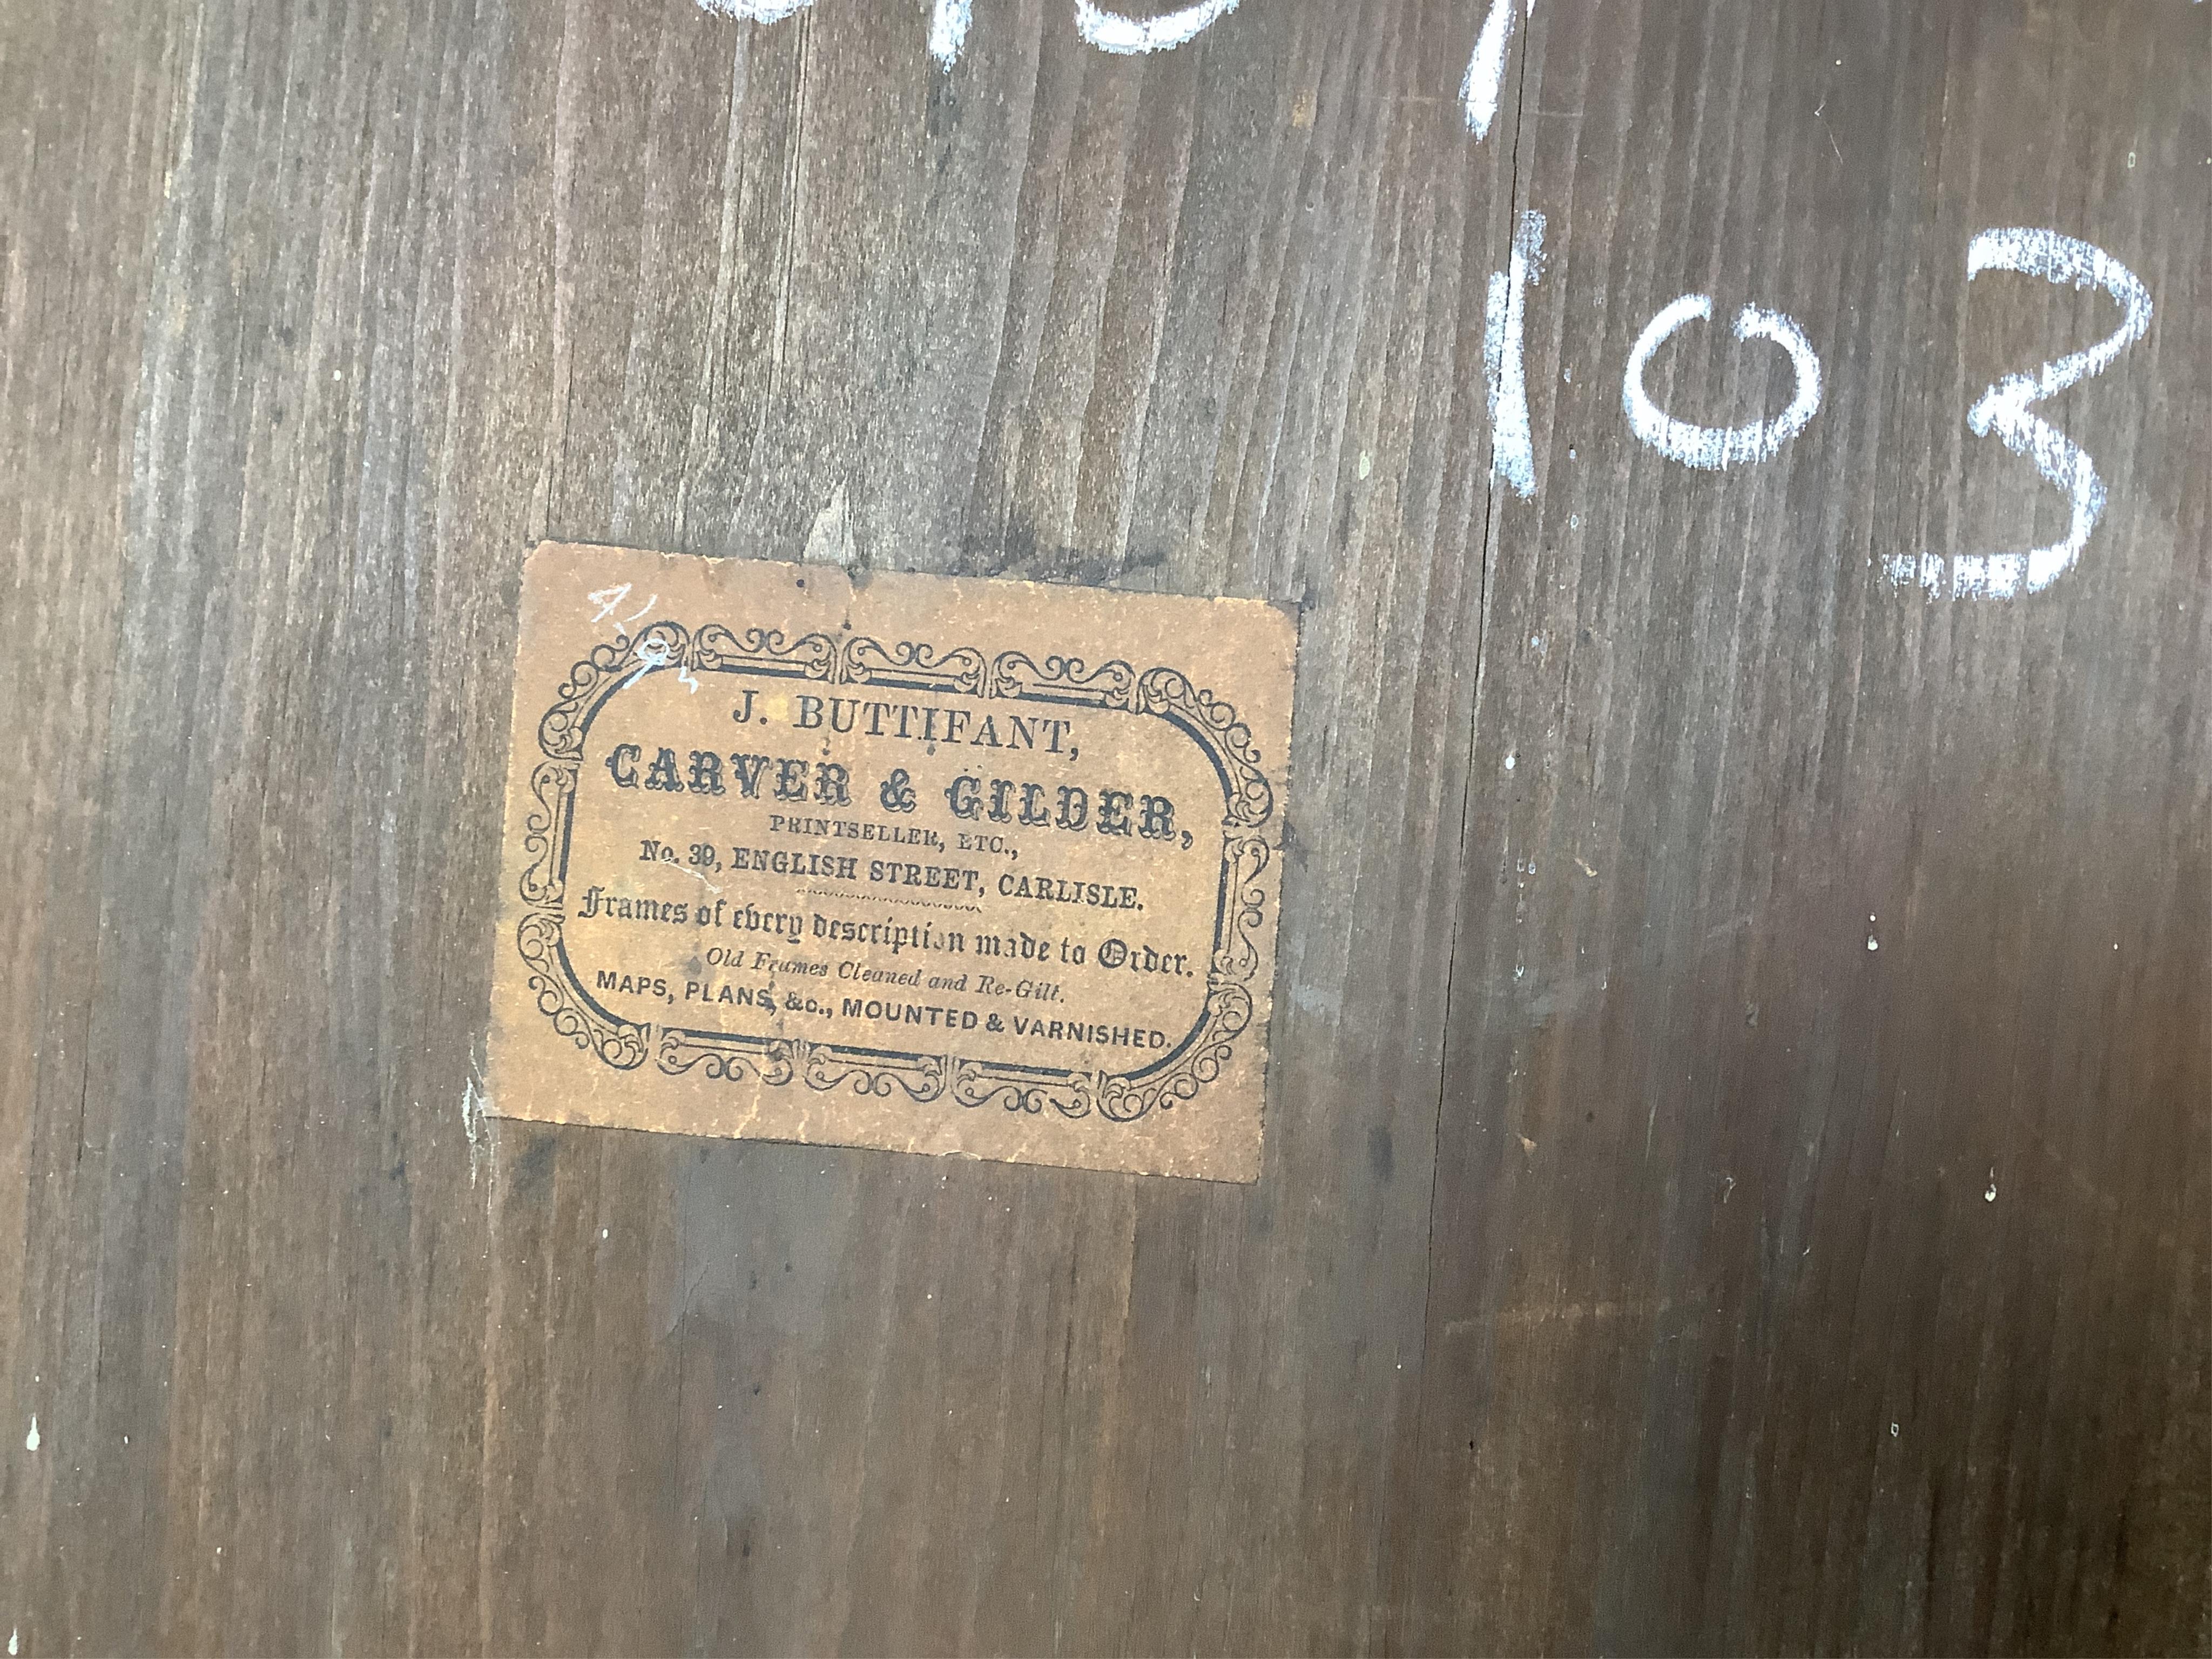 103
J. BUTTIFANT,
CARVER & GILDER,
PRINTSELLER, ETC.,
No. 39, ENGLISH STREET, CARLISLE.
Frames of every description made to Order.
Old Frames Cleaned and Re-Gilt.
MAPS, PLANS, &c., MOUNTED & VARNISHED.